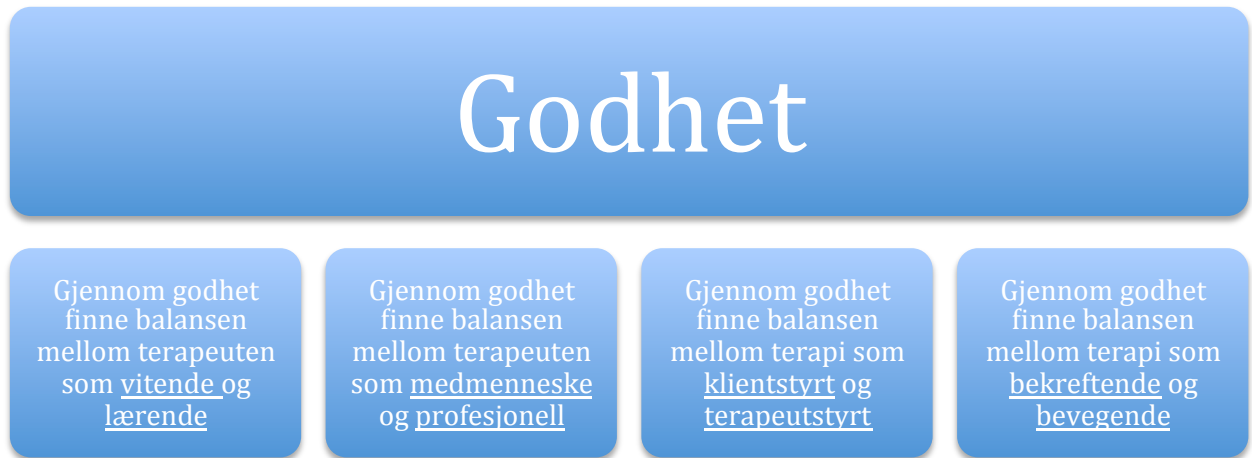 Godhet
Gjennom godhet
finne balansen
mellom terapeuten
som vitende og
lærende
Gjennom godhet
finne balansen
mellom terapeuten
som medmenneske
og profesjonell
Gjennom godhet
finne balansen
mellom terapi som
klientstyrt og
terapeutstyrt
Gjennom godhet
finne balansen
mellom terapi som
bekreftende og
bevegende